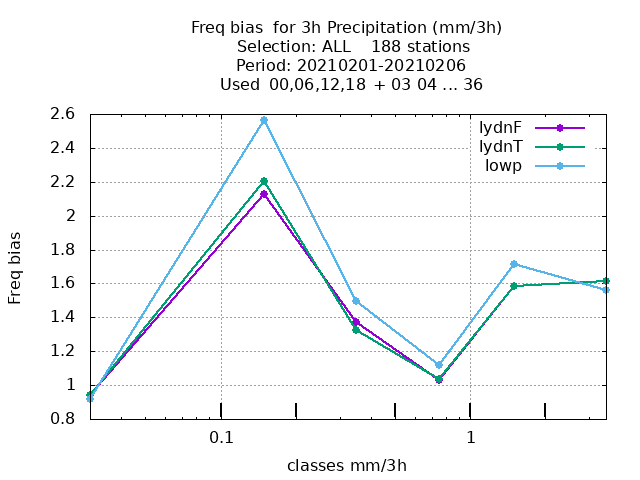 Freq bias  for 3h Precipitation (mm/3h)
Selection: ALL    188 stations
Period: 20210201-20210206
Used  00,06,12,18  + 03 04 ... 36
2.6
2.4
2.2
2
1.8
1.6
1.4
1.2
1
0.8
Freq bias
lydnF
lydnT
lowp
0.1
1
classes mm/3h